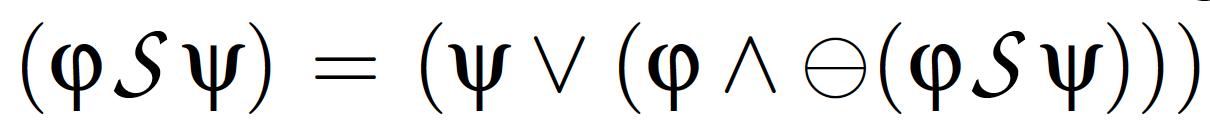 (φ 𝒮 ψ) = (ψ ∨ (φ ∧ ⊖(φ 𝒮 ψ)))